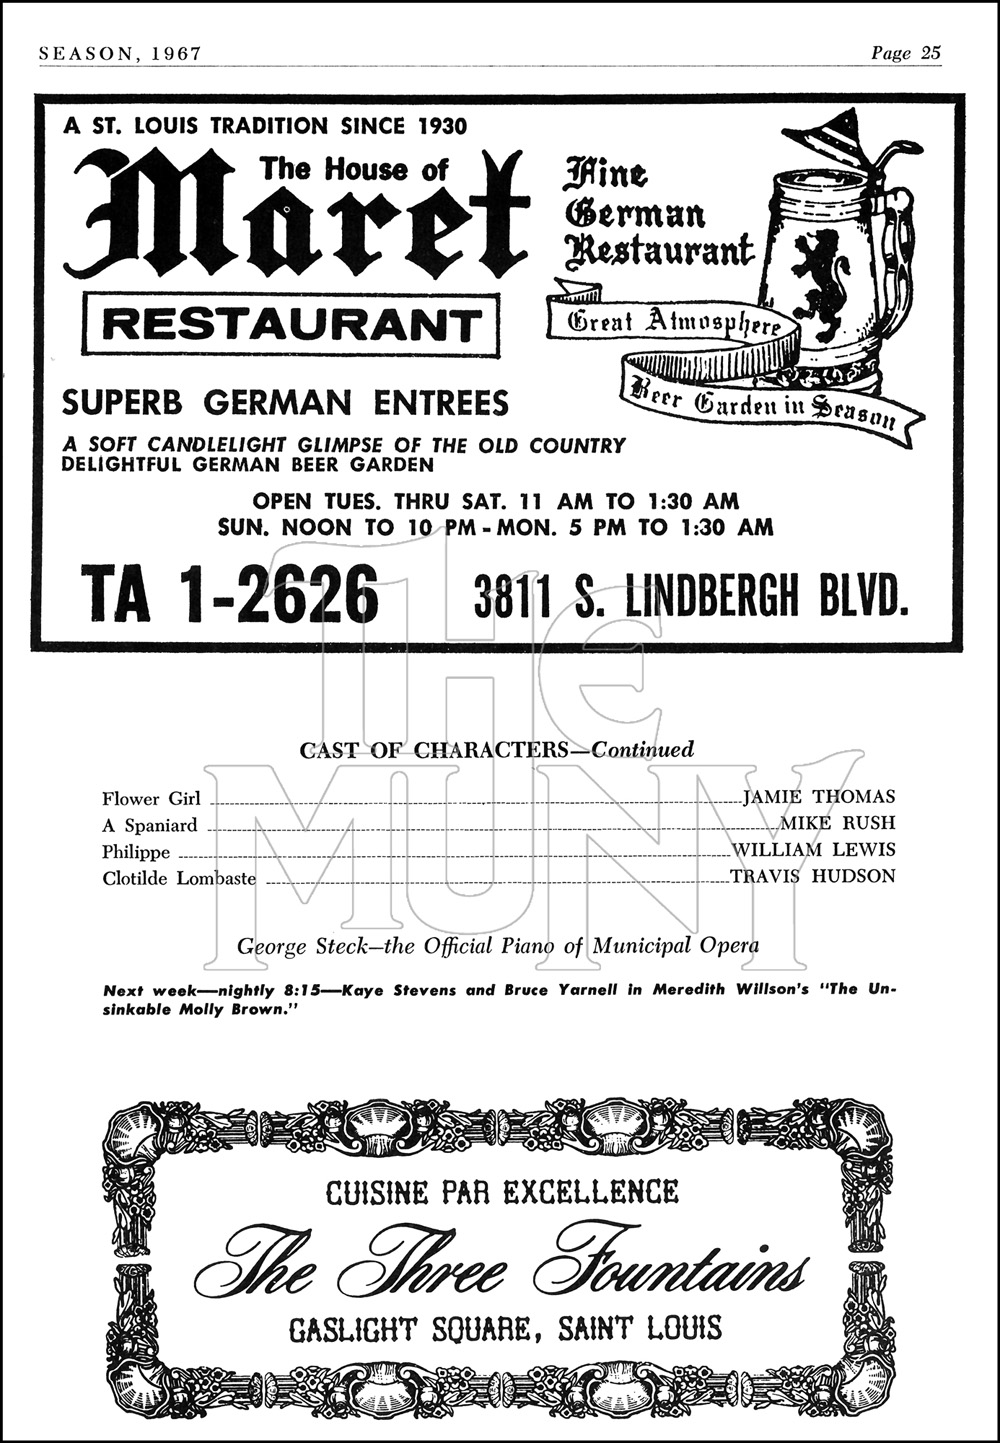 SEASON, 1967
Page 25
A ST. LOUIS TRADITION SINCE 1930
The House of
Maret
RESTAURANT
Fine
German
Restaurant
Great Atmosphere
Beer Garden in Season
SUPERB GERMAN ENTREES
A SOFT CANDLELIGHT GLIMPSE OF THE OLD COUNTRY
DELIGHTFUL GERMAN BEER GARDEN
OPEN TUES. THRU SAT. 11 AM TO 1:30 AM
SUN. NOON TO 10 PM - MON. 5 PM TO 1:30 AM
TA 1-2626 3811 S. LINDBERGH BLVD.
THE
MUNY
CAST OF CHARACTERS—Continued
Flower Girl JAMIE THOMAS
A Spaniard MIKE RUSH
Philippe WILLIAM LEWIS
Clotilde Lombaste TRAVIS HUDSON
George Steck—the Official Piano of Municipal Opera
Next week—nightly 8:15—Kaye Stevens and Bruce Yarnell in Meredith Willson's "The Un-
sinkable Molly Brown."
CUISINE PAR EXCELLENCE
The Three Fountains
GASLIGHT SQUARE, SAINT LOUIS